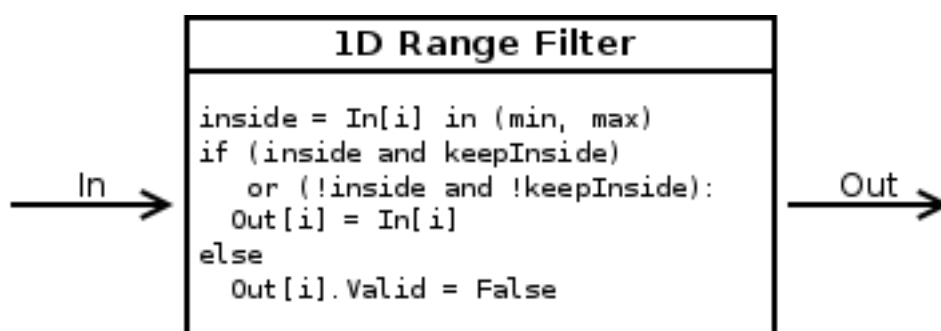 1D Range Filter
In
inside = In[i] in (min, max)
if (inside and keepInside)
or (!inside and !keepInside):
Out[i] = In[i]
else
Out[i].Valid = False
Out